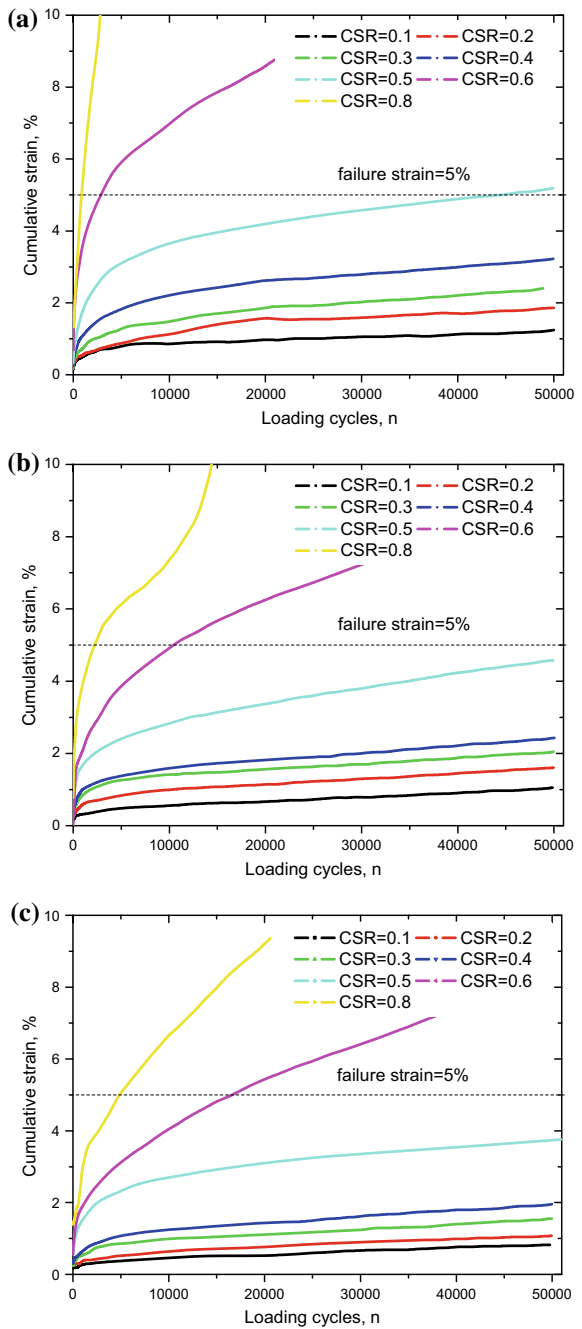 (a)
10
8
6
4
2
0
Cumulative strain, %
CSR=0.1 CSR=0.2
CSR=0.3 CSR=0.4
CSR=0.5 CSR=0.6
CSR=0.8
failure strain=5%
0 10000 20000 30000 40000 50000
Loading cycles, n
(b)
10
8
6
4
2
0
Cumulative strain, %
CSR=0.1 CSR=0.2
CSR=0.3 CSR=0.4
CSR=0.5 CSR=0.6
CSR=0.8
failure strain=5%
0 10000 20000 30000 40000 50000
Loading cycles, n
(c)
10
8
6
4
2
0
Cumulative strain, %
CSR=0.1 CSR=0.2
CSR=0.3 CSR=0.4
CSR=0.5 CSR=0.6
CSR=0.8
failure strain=5%
0 10000 20000 30000 40000 50000
Loading cycles, n